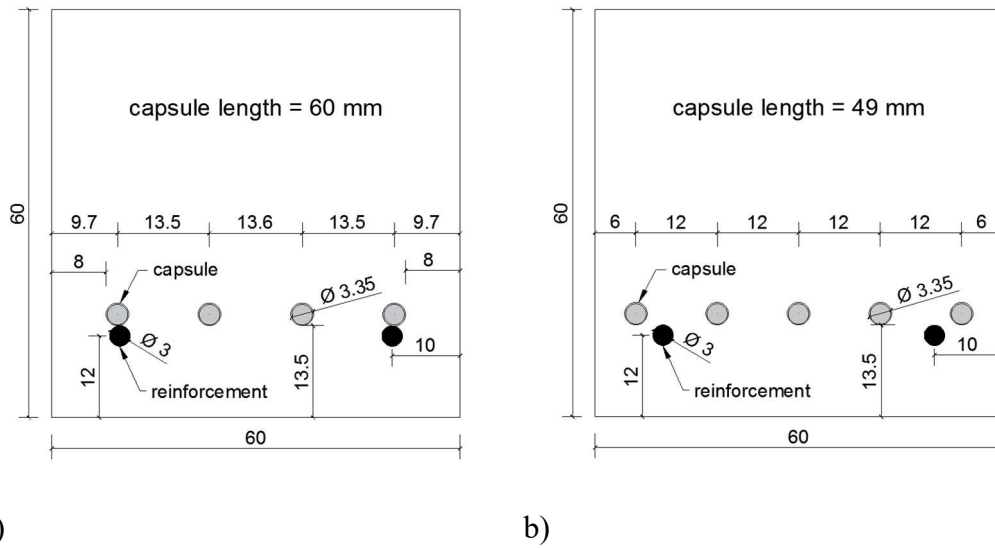 capsule length = 60 mm
60
9.7 13.5 13.6 13.5 9.7
8 8
capsule
Ø 3.35
Ø 3
12
reinforcement
13.5
10
60
)
capsule length = 49 mm
60
6 12 12 12 12 6
capsule
Ø 3.35
Ø 3
12
reinforcement
13.5
10
60
b)